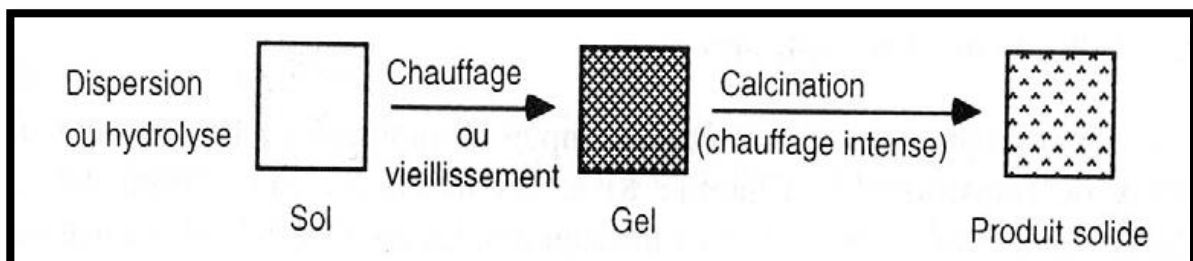 Dispersion
ou hydrolyse
Sol
Chauffage
ou
vieillissement
Gel
Calcination
(chauffage intense)
Produit solide